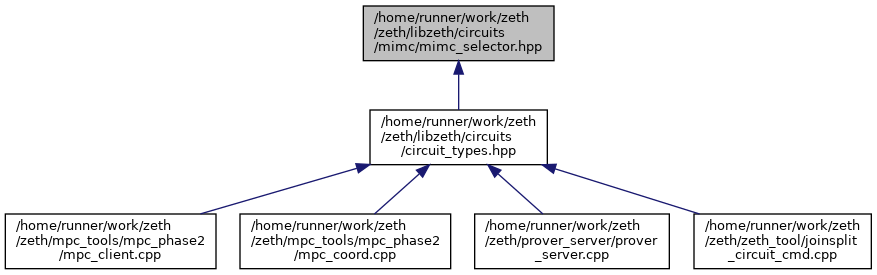 /home/runner/work/zeth
/zeth/libzeth/circuits
/mimc/mimc_selector.hpp
/home/runner/work/zeth
/zeth/libzeth/circuits
/circuit_types.hpp
/home/runner/work/zeth
/zeth/mpc_tools/mpc_phase2
/mpc_client.cpp
/home/runner/work/zeth
/zeth/mpc_tools/mpc_phase2
/mpc_coord.cpp
/home/runner/work/zeth
/zeth/prover_server/prover
_server.cpp
/home/runner/work/zeth
/zeth/zeth_tool/joinsplit
_circuit_cmd.cpp